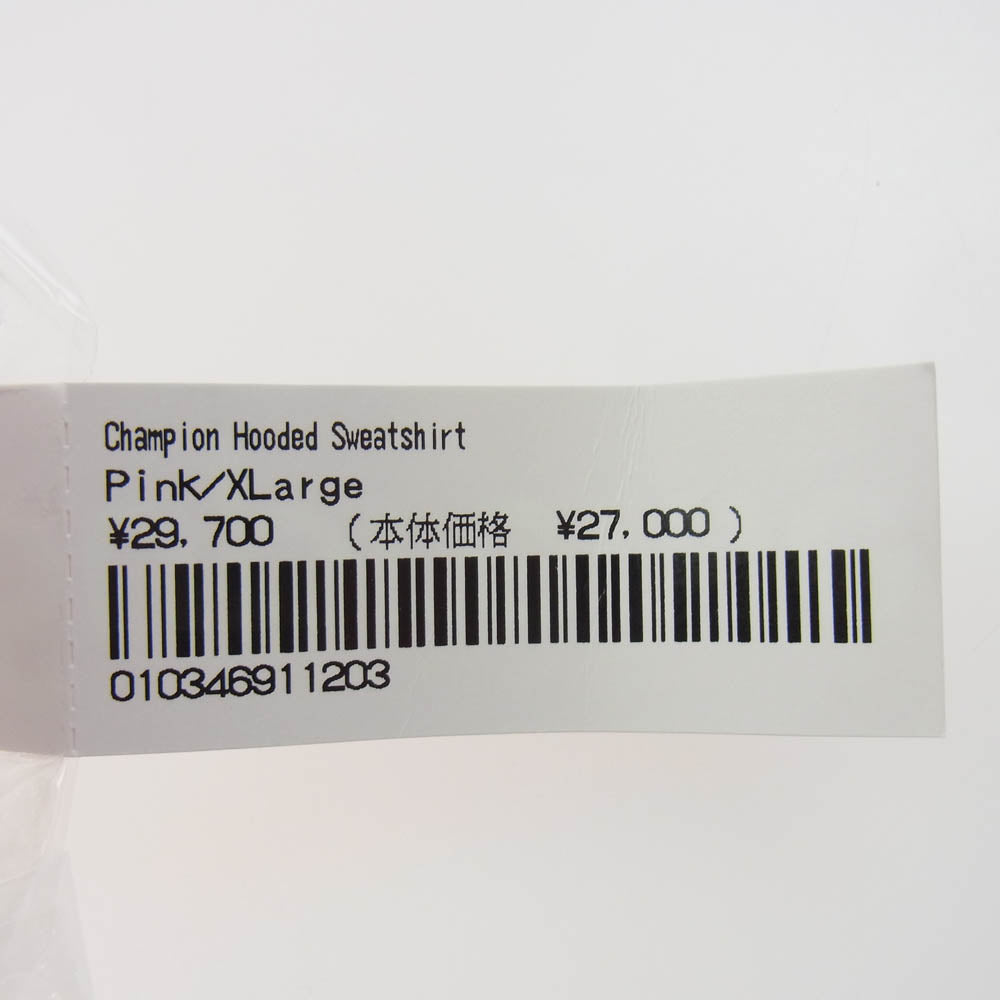 Champion Hooded Sweatshirt
Pink/XLarge
¥29,700 (本体価格 ¥27,000)
010346911203